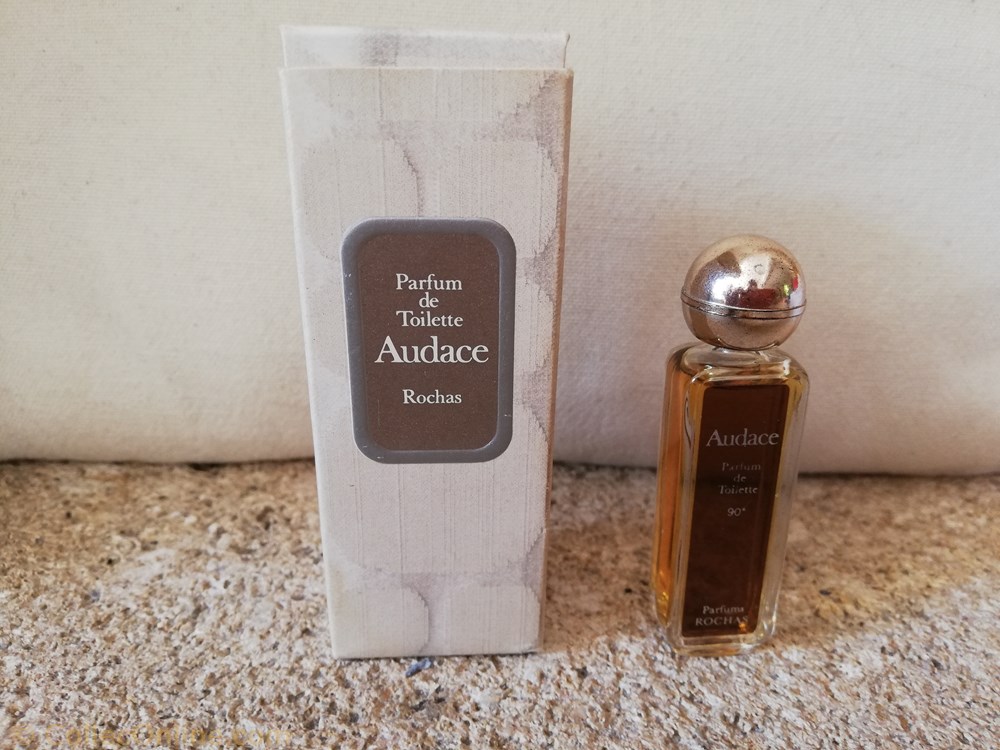 Parfum
de
Toilette
Audace
Rochas
Audace
Parfum
de
Toilette
90°
Parfums
ROCHAS